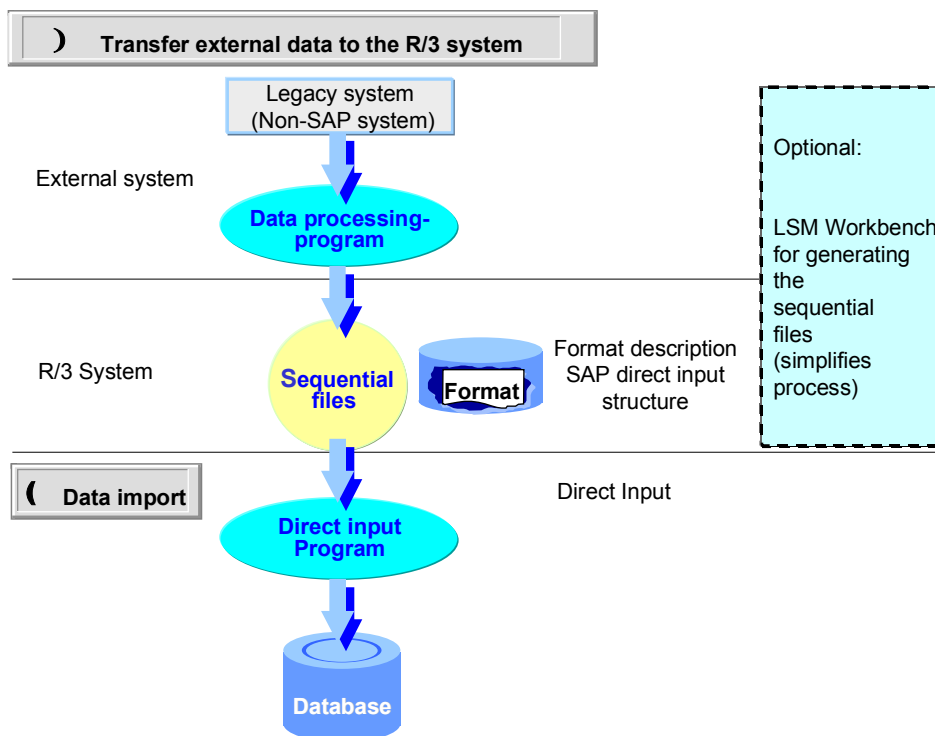 ) Transfer external data to the R/3 system
Legacy system
(Non-SAP system)
External system
Data processing-
program
Optional:
LSM Workbench
for generating
the
sequential
files
(simplifies
process)
R/3 System
Sequential
files
Format
Format description
SAP direct input
structure
( Data import
Direct Input
Direct input
Program
Database